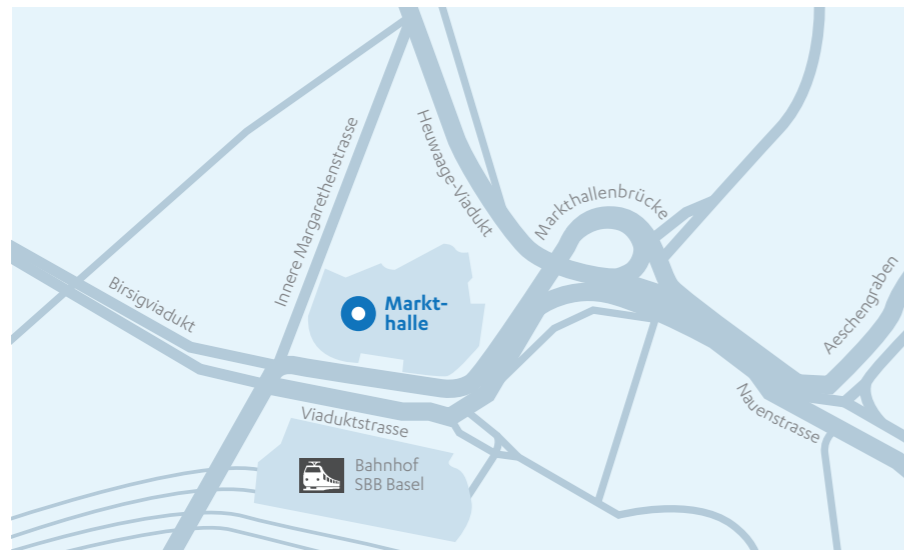 Innere Margarethenstrasse
Heuwaage-Viadukt
Markthallenbrücke
Birsigviadukt
Markt-
halle
Aeschengraben
Nauenstrasse
Viaduktstrasse
Bahnhof
SBB Basel